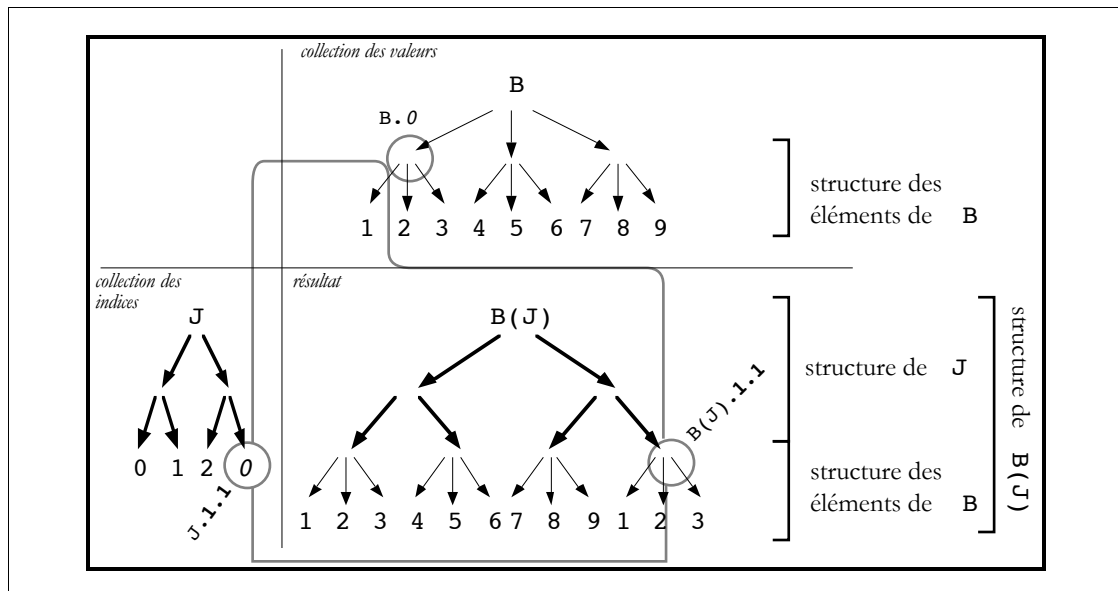 collection des valeurs
B
B.0
structure des
éléments de B
1 2 3 4 5 6 7 8 9
collection des
indices
résultat
J
B(J)
structure de J
structure de B(J)
B(J).1.1
0 1 2 0
J.1.1
structure des
éléments de B
1 2 3 4 5 6 7 8 9 1 2 3